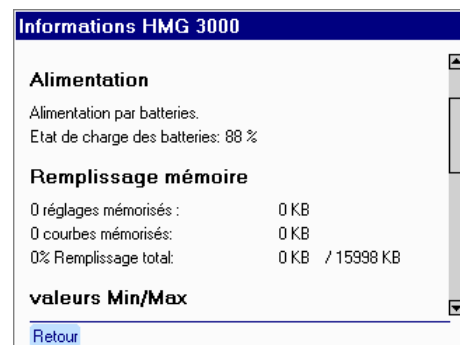 Informations HMG 3000
Alimentation
Alimentation par batteries.
Etat de charge des batteries: 88 %
Remplissage mémoire
0 réglages mémorisés : 0 KB
0 courbes mémorisés: 0 KB
0% Remplissage total: 0 KB / 15998 KB
valeurs Min/Max
Retour